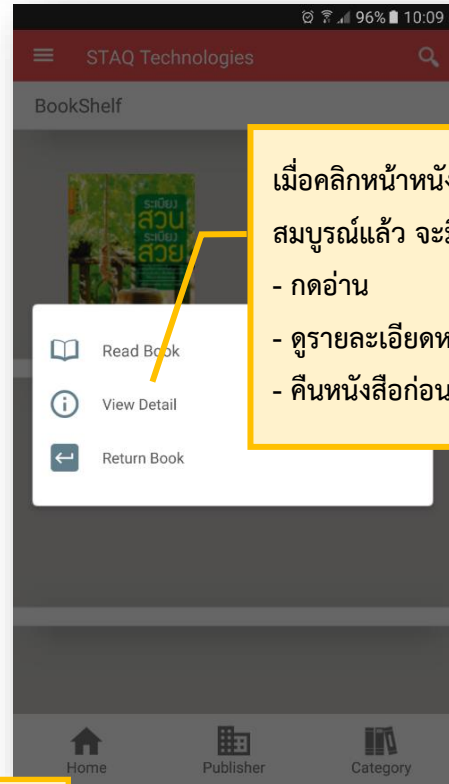 96% 10:09
STAQ Technologies
BookShelf
ระเบียง
สวน
ระเบียง
สวย
เมื่อคลิกหน้าหนัง
สมบูรณ์แล้ว จะ
- กดอ่าน
- ดูรายละเอียดห
- คืนหนังสือก่อน
Read Book
View Detail
Return Book
Home Publisher Category